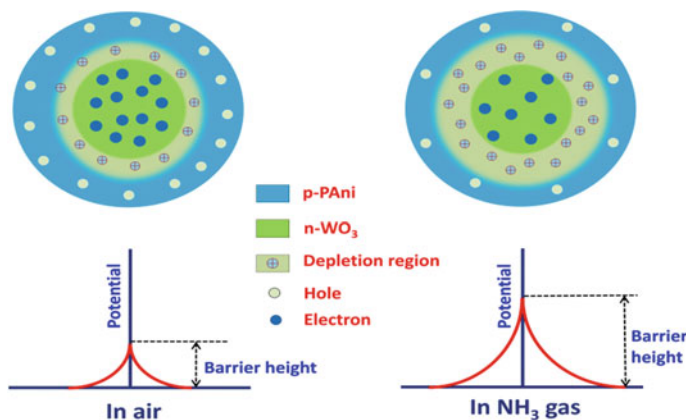 p-PAni
n-WO₃
Depletion region
Hole
Electron
Potential
Barrier height
In air
Potential
Barrier
height
In NH₃ gas